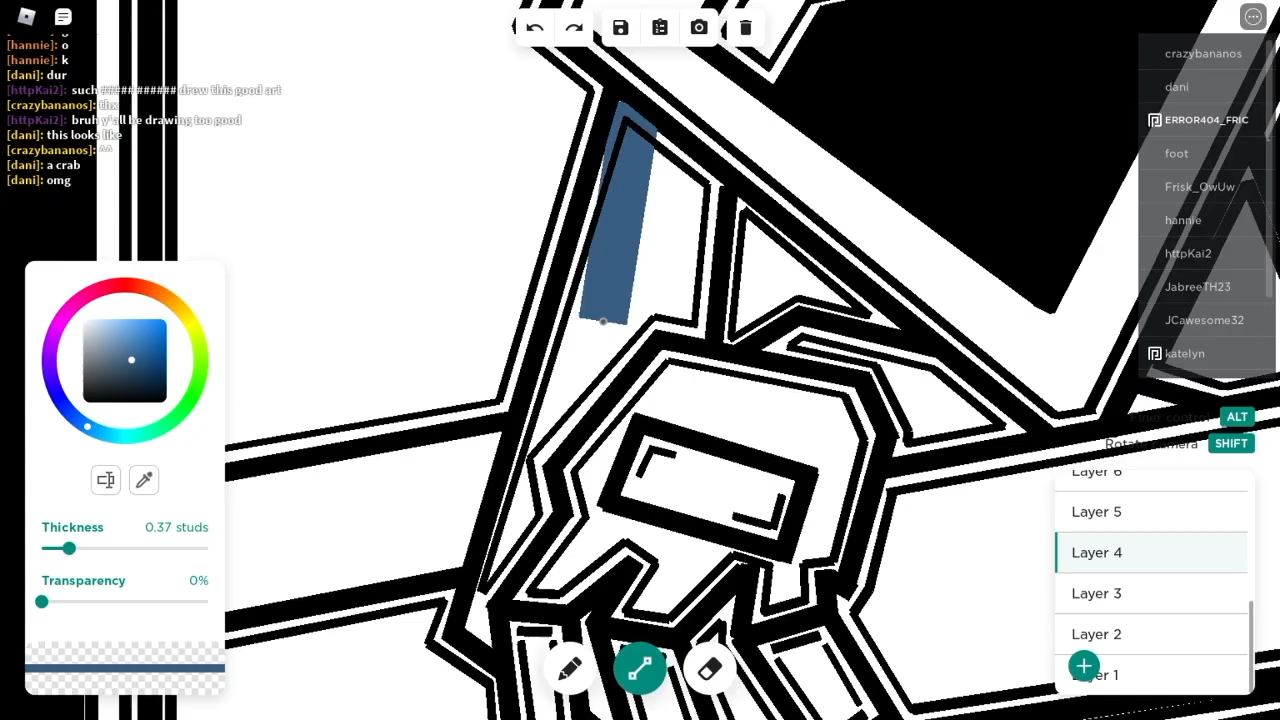 [hannie]: o
[hannie]: k
[dani]: dur
[httpKai2]: such ########### drew this good art
[crazybananos]: thx
[httpKai2]: bruh y'all be drawing too good
[dani]: this looks like
[crazybananos]: ^^
[dani]: a crab
[dani]: omg
crazybananos
dani
ERROR404_FRIC
foot
Frisk_OwUw
hannie
httpKai2
JabreeTH23
JCawesome32
katelyn
control ALT
Rotate camera SHIFT
Thickness 0.37 studs
Transparency 0%
Layer 6
Layer 5
Layer 4
Layer 3
Layer 2
yer 1